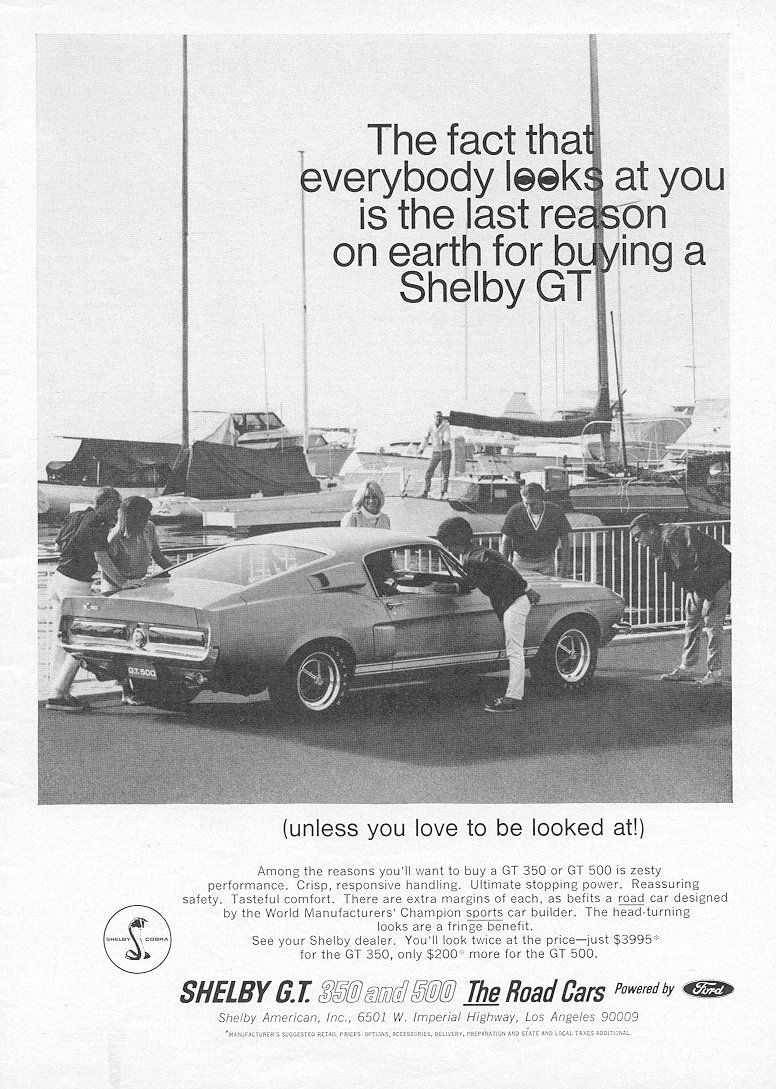 The fact that
everybody looks at you
is the last reason
on earth for buying a
Shelby GT
G.T. 500
(unless you love to be looked at!)
Among the reasons you'll want to buy a GT 350 or GT 500 is zesty
performance. Crisp, responsive handling. Ultimate stopping power. Reassuring
safety. Tasteful comfort. There are extra margins of each, as befits a road car designed
by the World Manufacturers' Champion sports car builder. The head-turning
looks are a fringe benefit.
See your Shelby dealer. You'll look twice at the price—just $3995*
for the GT 350, only $200* more for the GT 500.
SHELBY COBRA
SHELBY G.T. 350 and 500 The Road Cars Powered by Ford
Shelby American, Inc., 6501 W. Imperial Highway, Los Angeles 90009
*MANUFACTURER'S SUGGESTED RETAIL PRICES. OPTIONS, ACCESSORIES, DELIVERY, PREPARATION AND STATE AND LOCAL TAXES ADDITIONAL.